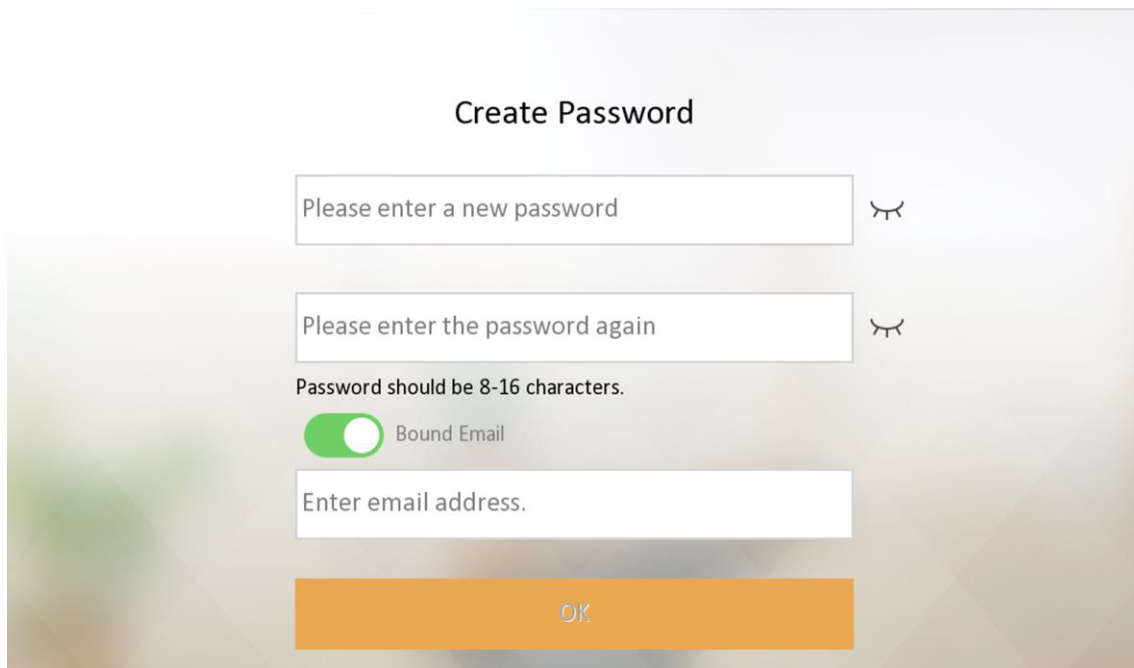 Create Password
Please enter a new password
Please enter the password again
Password should be 8-16 characters.
Bound Email
Enter email address.
OK